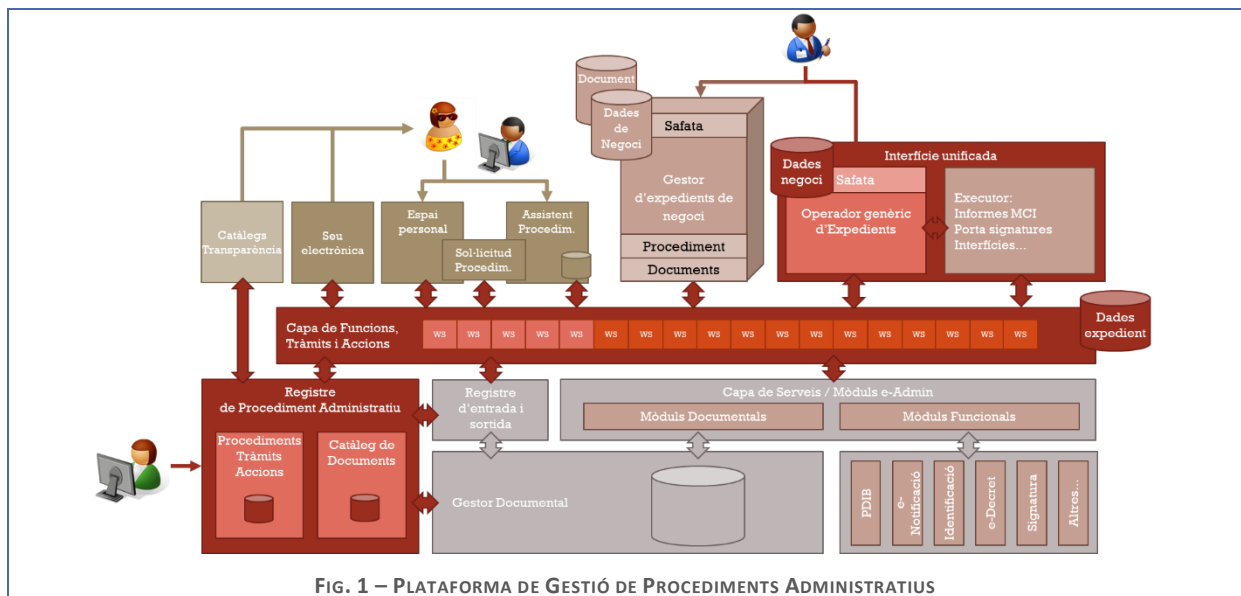 Document
Dades
de
Negoci
Safata
Gestor
d'expedients de
negoci
Procediment
Documents
Dades
negoci
Interfície unificada
Safata
Operador genèric
d'Expedients
Executor:
Informes MCI
Porta signatures
Interfícies...
Catàlegs
Transparència
Seu
electrònica
Espai
personal
Sol·licitud
Procedim.
Assistent
Procedim.
Capa de Funcions,
Tràmits i Accions
ws ws ws ws ws ws ws ws ws ws ws ws ws ws ws ws ws ws
Dades
expedient
Registre
de Procediment Administratiu
Procediments
Tràmits
Accions
Catàleg de
Documents
Registre
d'entrada i
sortida
Capa de Serveis / Mòduls e-Admin
Mòduls Documentals
Mòduls Funcionals
Gestor Documental
PDIB
e-
Notificació
Identificació
e-Decret
Signatura
Altres...
FIG. 1 – PLATAFORMA DE GESTIÓ DE PROCEDIMENTS ADMINISTRATIUS